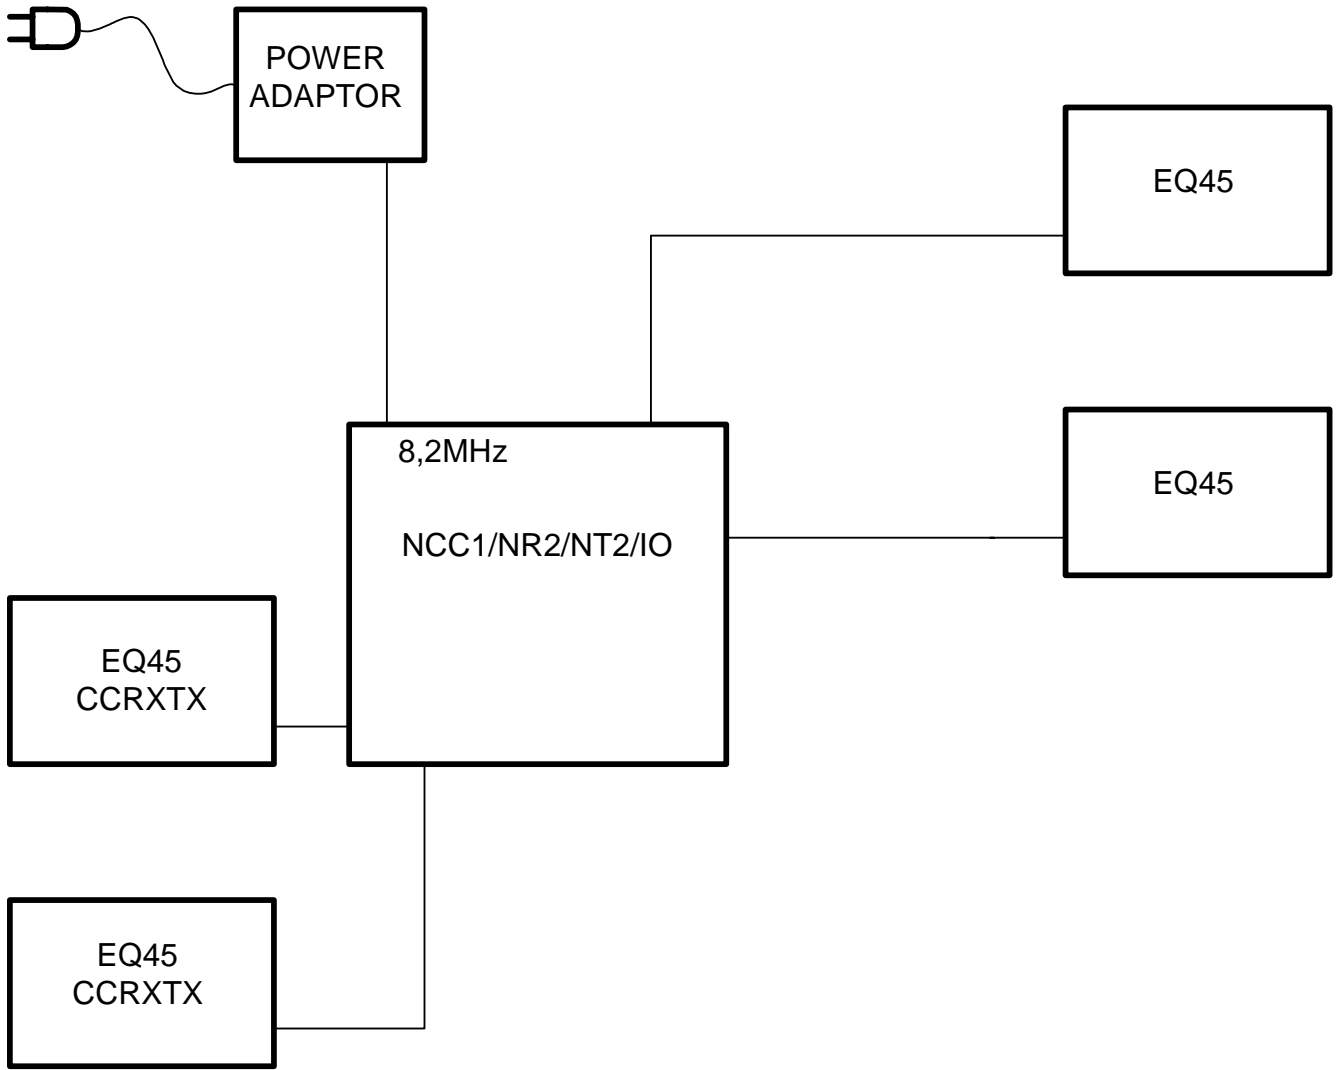 POWER
ADAPTOR
EQ45
8,2MHz
EQ45
NCC1/NR2/NT2/IO
EQ45
CCRXTX
EQ45
CCRXTX